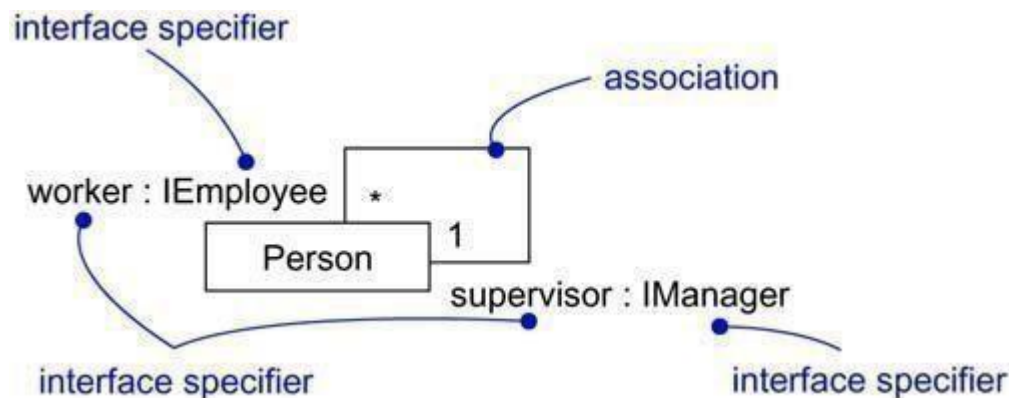 interface specifier
association
worker : IEmployee
*
1
Person
supervisor : IManager
interface specifier
interface specifier